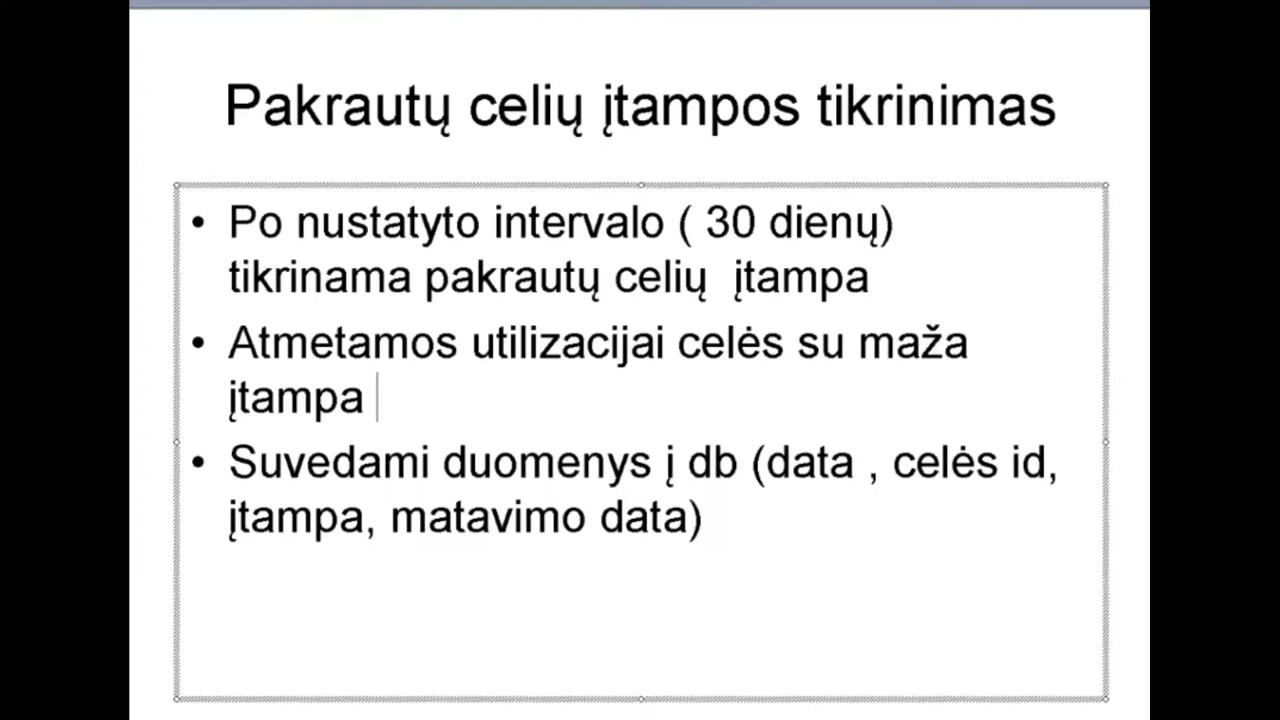 Pakrautų celių įtampos tikrinimas
• Po nustatyto intervalo ( 30 dienų)
tikrinama pakrautų celių  įtampa
• Atmetamos utilizacijai celės su maža
įtampa
• Suvedami duomenys į db (data , celės id,
įtampa, matavimo data)